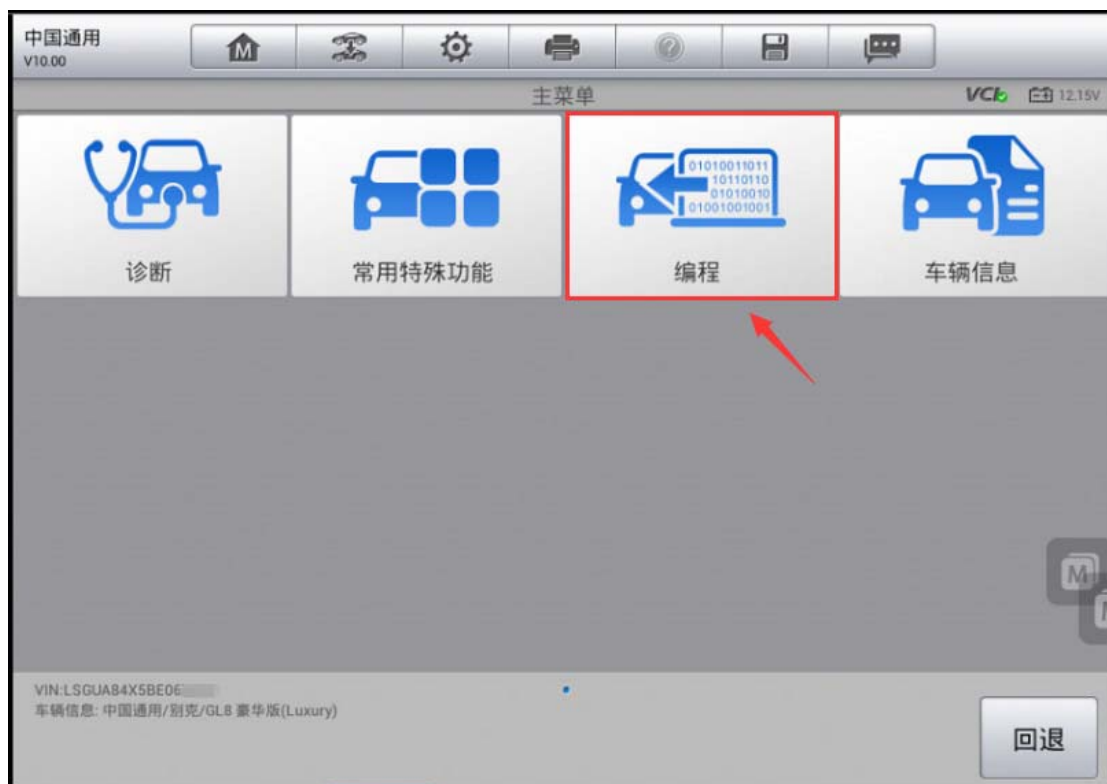 中国通用
V10.00
主菜单
VCI 12.15V
诊断
常用特殊功能
编程
车辆信息
01010011011
10110110
01010010
01001001001
M
M
VIN:LSGUA84X5BE06
车辆信息: 中国通用/别克/GL8 豪华版(Luxury)
回退